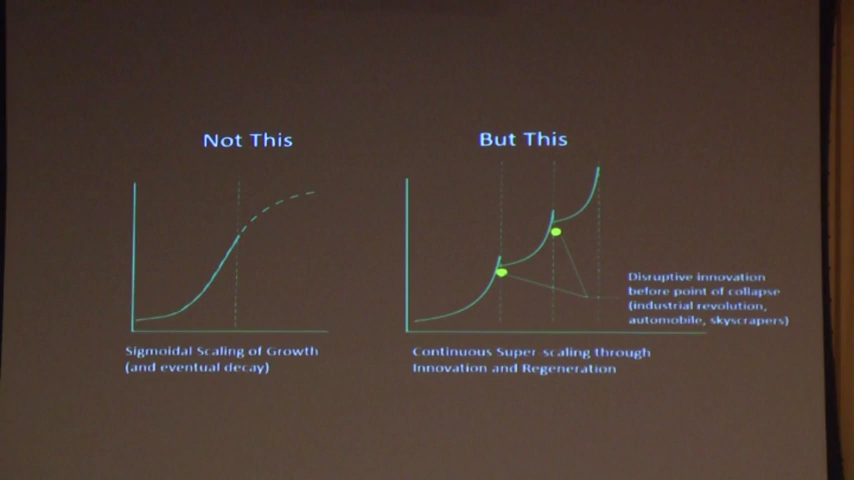 Not This
But This
Disruptive innovation
before point of collapse
(industrial revolution,
automobile, skyscrapers)
Sigmoidal Scaling of Growth
(and eventual decay)
Continuous Super-scaling through
Innovation and Regeneration